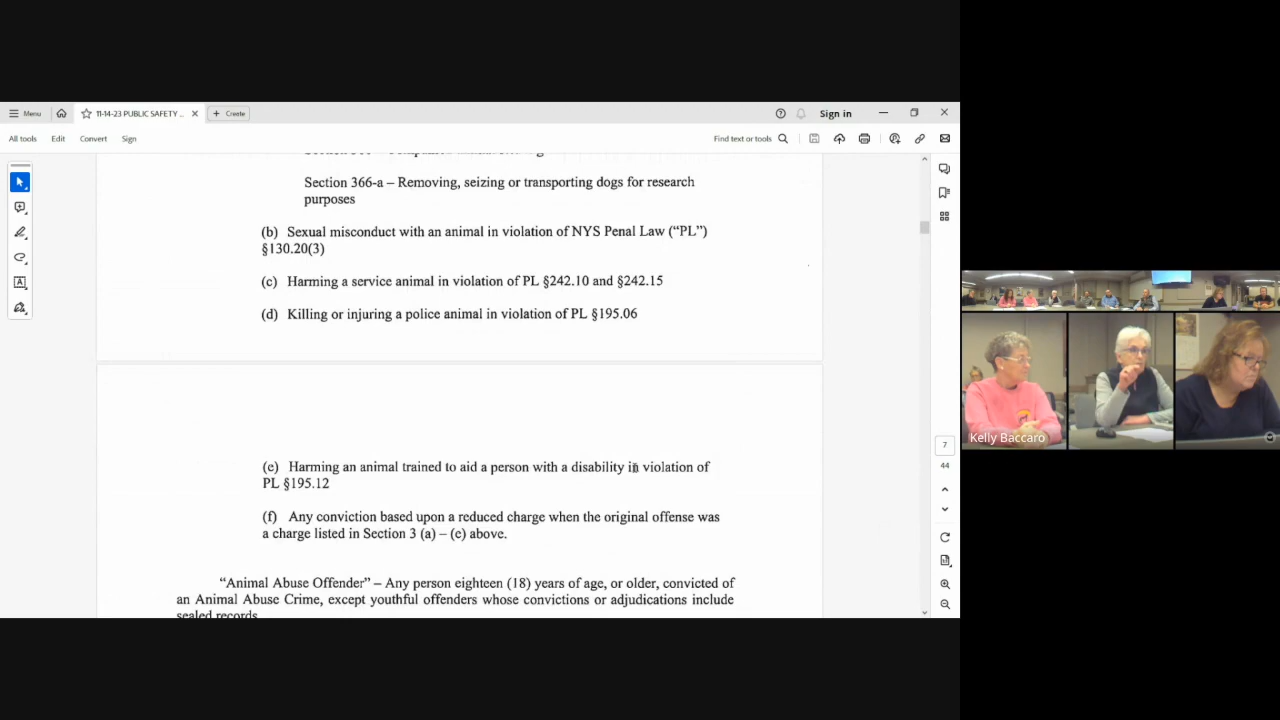 Menu
11-14-23 PUBLIC SAFETY ...
Create
Sign in
All tools
Edit
Convert
Sign
Find text or tools
Section 366-a – Removing, seizing or transporting dogs for research
purposes
(b) Sexual misconduct with an animal in violation of NYS Penal Law (“PL”)
§130.20(3)
(c) Harming a service animal in violation of PL §242.10 and §242.15
(d) Killing or injuring a police animal in violation of PL §195.06
(e) Harming an animal trained to aid a person with a disability in violation of
PL §195.12
(f) Any conviction based upon a reduced charge when the original offense was
a charge listed in Section 3 (a) – (e) above.
“Animal Abuse Offender” – Any person eighteen (18) years of age, or older, convicted of
an Animal Abuse Crime, except youthful offenders whose convictions or adjudications include
sealed records
7
44
Kelly Baccaro